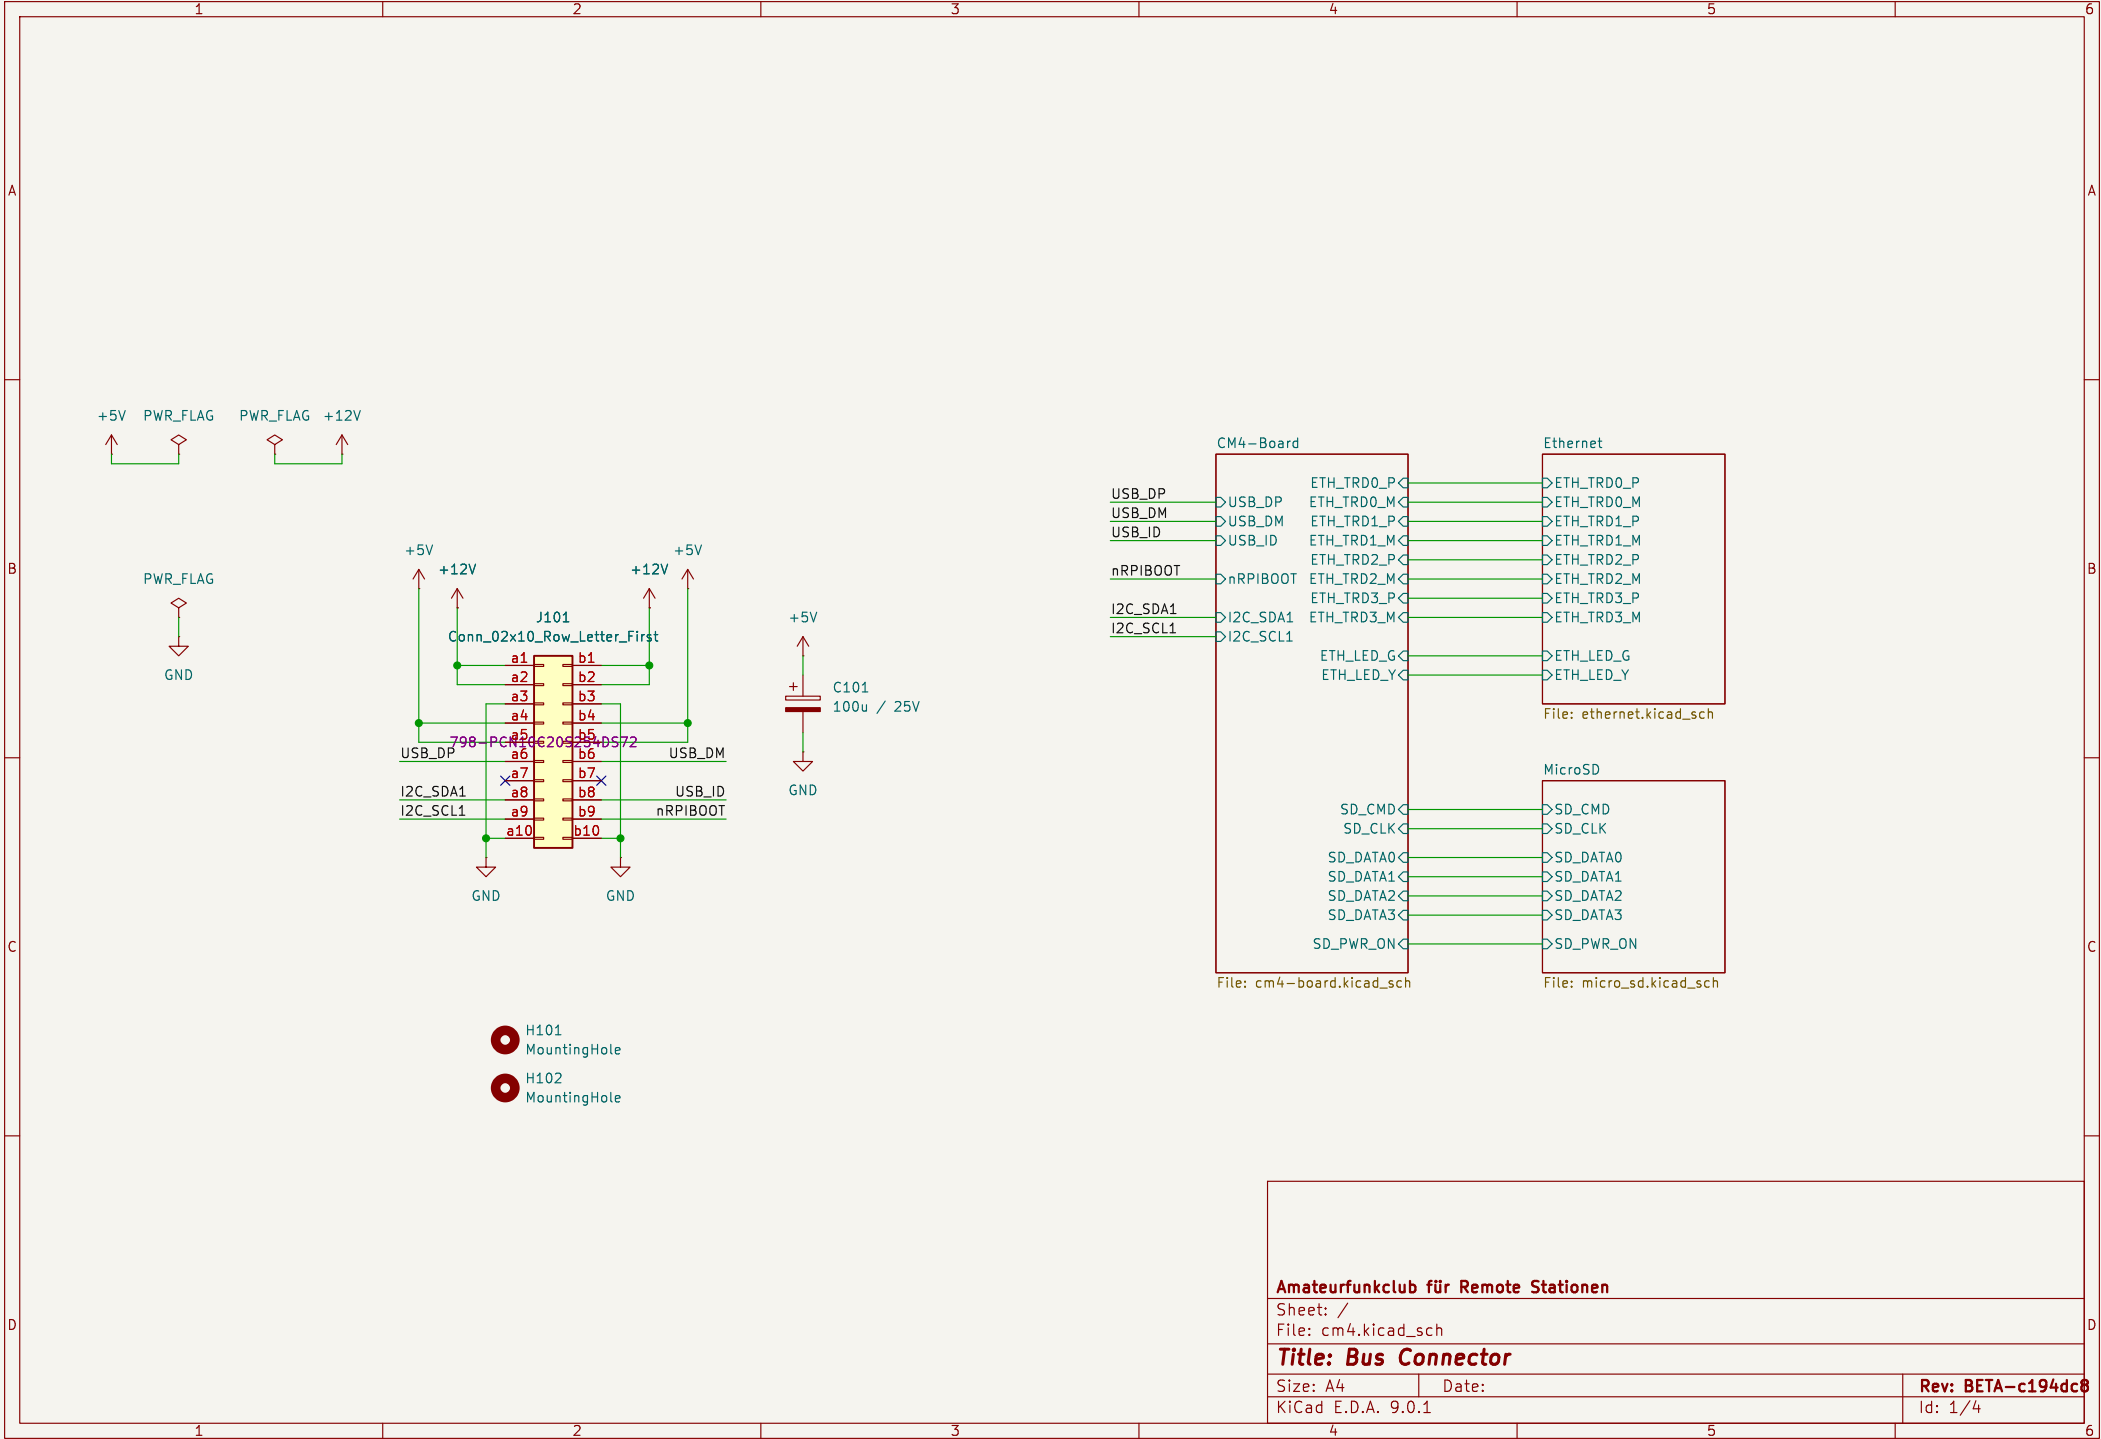 1 2 3 4 5 6
A A
+5V PWR_FLAG PWR_FLAG +12V
B B
PWR_FLAG
GND
+5V +5V
+12V +12V
J101
Conn_02x10_Row_Letter_First
a1 b1
a2 b2
a3 b3
a4 b4
a5 b5
798-PCN10C20S254DS72
USB_DP a6 b6 USB_DM
a7 b7
I2C_SDA1 a8 b8 USB_ID
I2C_SCL1 a9 b9 nRPIBOOT
a10 b10
GND GND
+5V
+
C101
100u / 25V
GND
H101
MountingHole
H102
MountingHole
CM4-Board
USB_DP USB_DP
USB_DM USB_DM
USB_ID USB_ID
nRPIBOOT nRPIBOOT
I2C_SDA1 I2C_SDA1
I2C_SCL1 I2C_SCL1
ETH_TRD0_P
ETH_TRD0_M
ETH_TRD1_P
ETH_TRD1_M
ETH_TRD2_P
ETH_TRD2_M
ETH_TRD3_P
ETH_TRD3_M
ETH_LED_G
ETH_LED_Y
SD_CMD
SD_CLK
SD_DATA0
SD_DATA1
SD_DATA2
SD_DATA3
SD_PWR_ON
File: cm4-board.kicad_sch
Ethernet
ETH_TRD0_P
ETH_TRD0_M
ETH_TRD1_P
ETH_TRD1_M
ETH_TRD2_P
ETH_TRD2_M
ETH_TRD3_P
ETH_TRD3_M
ETH_LED_G
ETH_LED_Y
File: ethernet.kicad_sch
MicroSD
SD_CMD
SD_CLK
SD_DATA0
SD_DATA1
SD_DATA2
SD_DATA3
SD_PWR_ON
File: micro_sd.kicad_sch
C C
D D
Amateurfunkclub für Remote Stationen
Sheet: /
File: cm4.kicad_sch
Title: Bus Connector
Size: A4 Date: Rev: BETA-c194dc8
KiCad E.D.A. 9.0.1 Id: 1/4
1 2 3 4 5 6